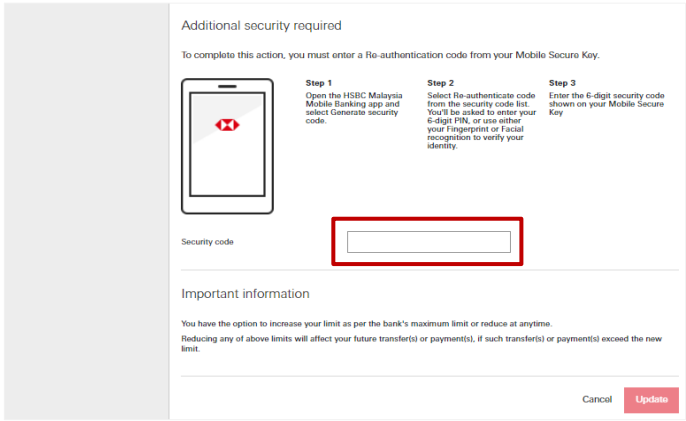 Additional security required
To complete this action, you must enter a Re-authentication code from your Mobile Secure Key.
Step 1
Open the HSBC Malaysia
Mobile Banking app and
select Generate security
code.
Step 2
Select Re-authenticate code
from the security code list.
You'll be asked to enter your
6-digit PIN, or use either
your Fingerprint or Facial
recognition to verify your
identity.
Step 3
Enter the 6-digit security code
shown on your Mobile Secure
Key
Security code
Important information
You have the option to increase your limit as per the bank's maximum limit or reduce at anytime.
Reducing any of above limits will affect your future transfer(s) or payment(s), if such transfer(s) or payment(s) exceed the new
limit.
Cancel
Update